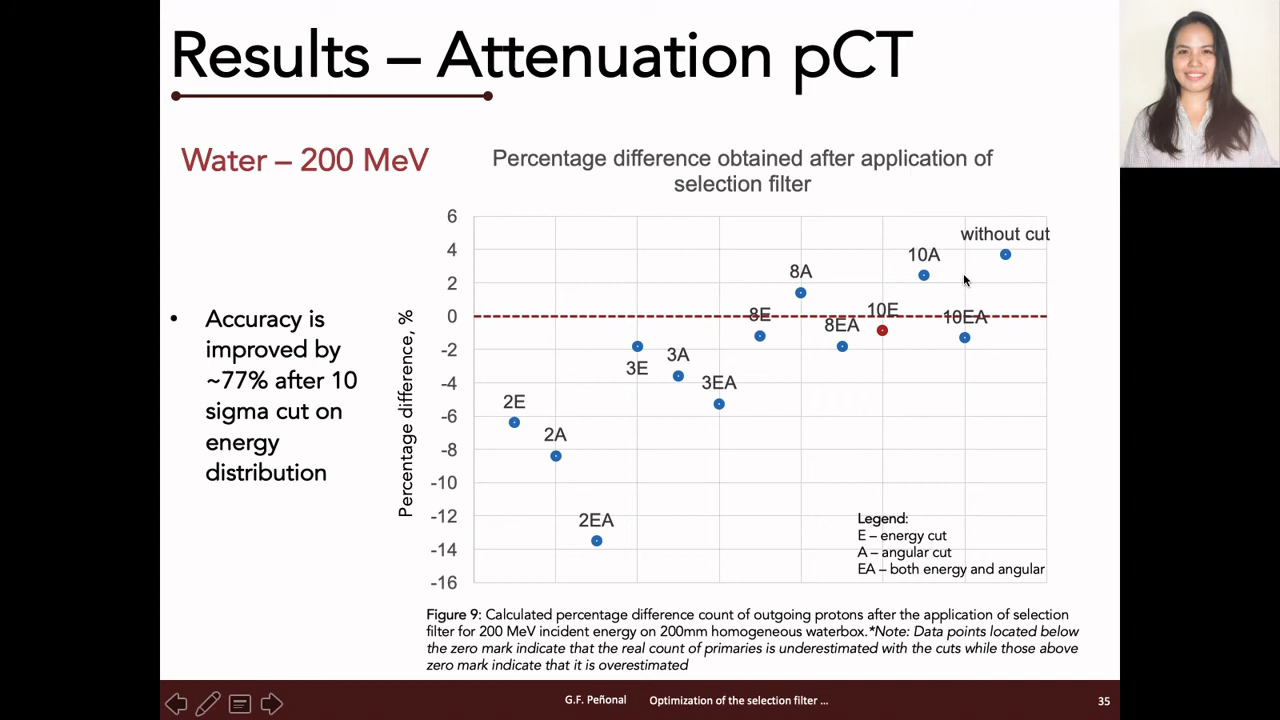 Results – Attenuation pCT
Water – 200 MeV
• Accuracy is
improved by
~77% after 10
sigma cut on
energy
distribution
Percentage difference obtained after application of
selection filter
Percentage difference, %
6
4
2
0
-2
-4
-6
-8
-10
-12
-14
-16
2E
2A
2EA
3E
3A
3EA
8E
8A
8EA
10E
10A
10EA
without cut
Legend:
E – energy cut
A – angular cut
EA – both energy and angular
Figure 9: Calculated percentage difference count of outgoing protons after the application of selection
filter for 200 MeV incident energy on 200mm homogeneous waterbox.*Note: Data points located below
the zero mark indicate that the real count of primaries is underestimated with the cuts while those above
zero mark indicate that it is overestimated
G.F. Peñonal Optimization of the selection filter ...
35